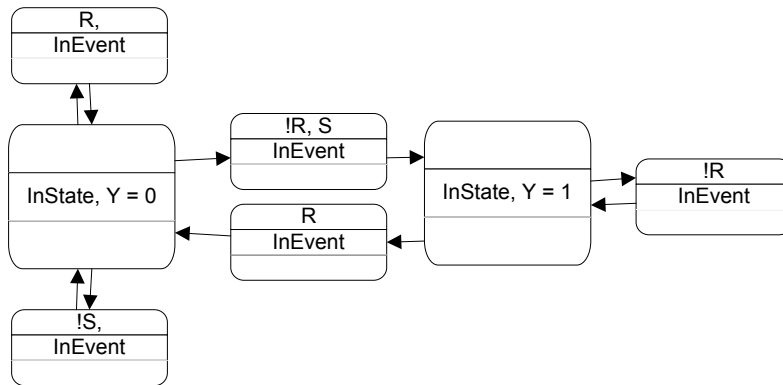 R,
InEvent
!R, S
InEvent
InState, Y = 0
InState, Y = 1
!R
InEvent
R
InEvent
!S,
InEvent